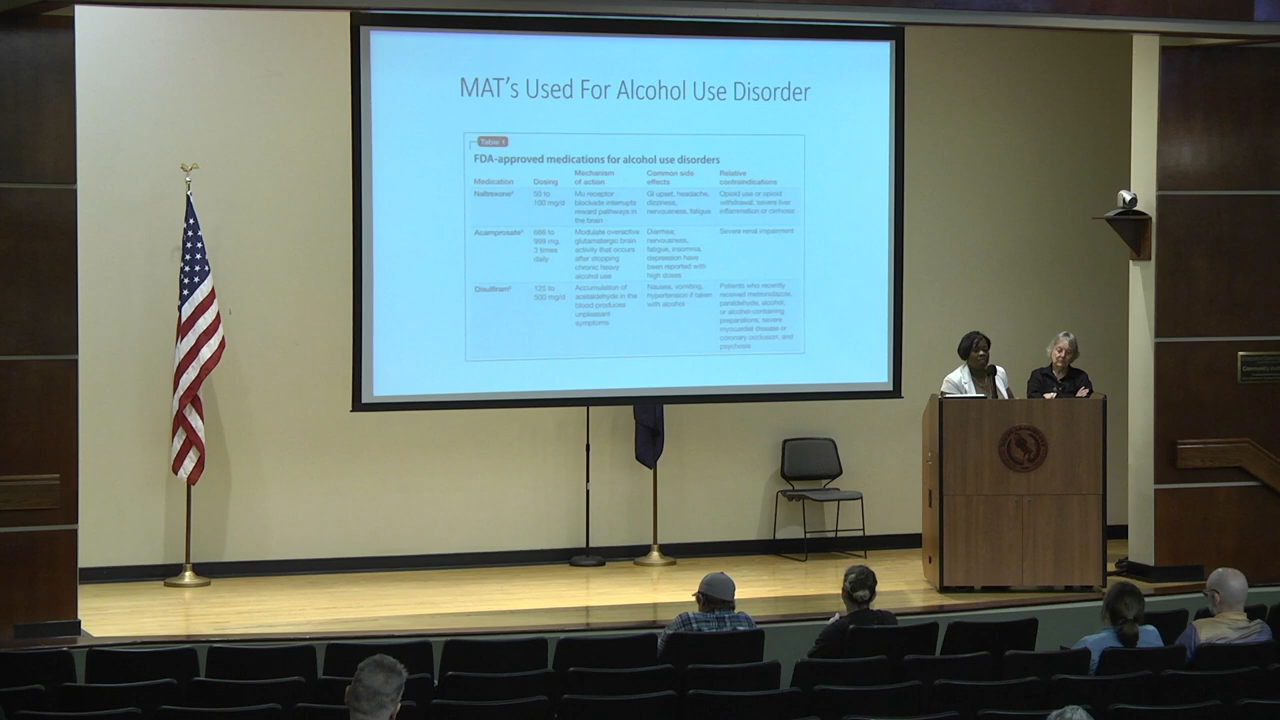 MAT's Used For Alcohol Use Disorder
Table 1
FDA-approved medications for alcohol use disorders
Medication Dosing Mechanism of action Common side effects Relative contraindications
Naltrexone 50 to 100 mg/d Mu receptor blockade interrupts reward pathways in the brain GI upset, headache, dizziness, nervousness, fatigue Opioid use or opioid withdrawal, severe liver inflammation or cirrhosis
Acamprosate 666 to 999 mg, 3 times daily Modulate overactive glutamatergic brain activity that occurs after stopping chronic heavy alcohol use Diarrhea, nervousness, fatigue, insomnia, depression have been reported with high doses Severe renal impairment
Disulfiram 125 to 500 mg/d Accumulation of acetaldehyde in the blood produces unpleasant symptoms Nausea, vomiting, hypertension if taken with alcohol Patients who recently received metronidazole, paraldehyde, alcohol, or alcohol-containing preparations; severe myocardial disease or coronary occlusion, and psychosis